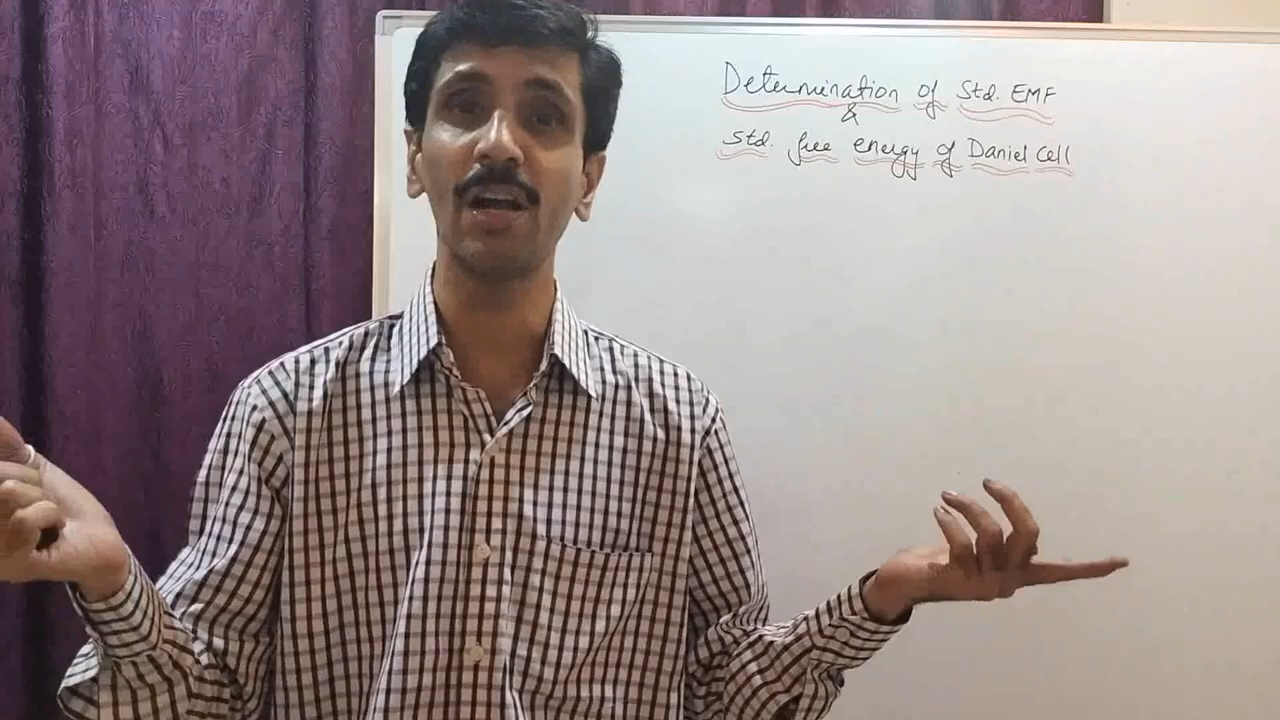 Determination of Std. EMF
&
Std. free energy of Daniel Cell